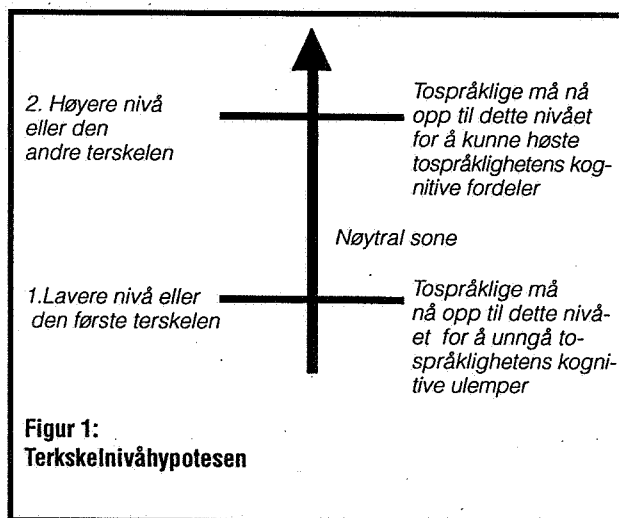 2. Høyere nivå
eller den
andre terskelen
Tospråklige må nå
opp til dette nivået
for å kunne høste
tospråklighetens kog-
nitive fordeler
Nøytral sone
1.Lavere nivå eller
den første terskelen
Tospråklige må
nå opp til dette nivå-
et for å unngå to-
språklighetens kogni-
tive ulemper
Figur 1:
Terkskelnivåhypotesen